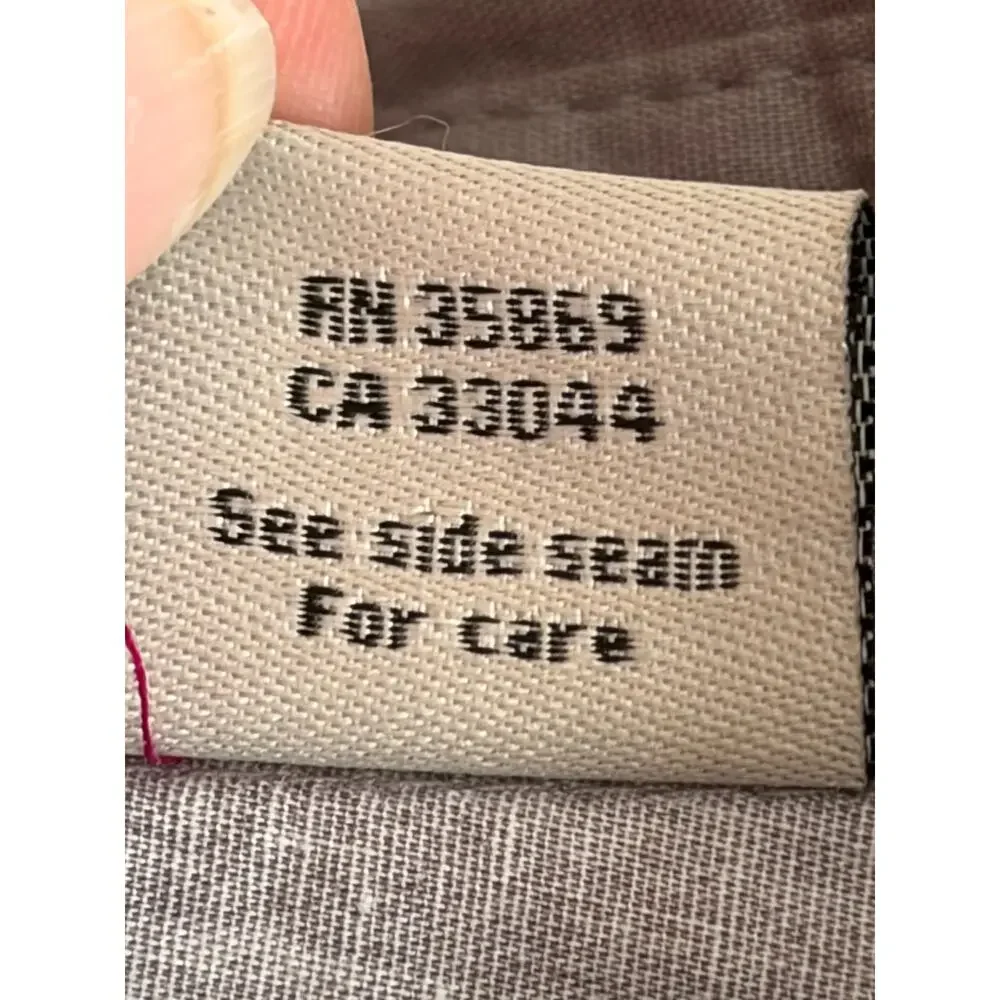 RN 35869
CA 33044
See side seam
For care